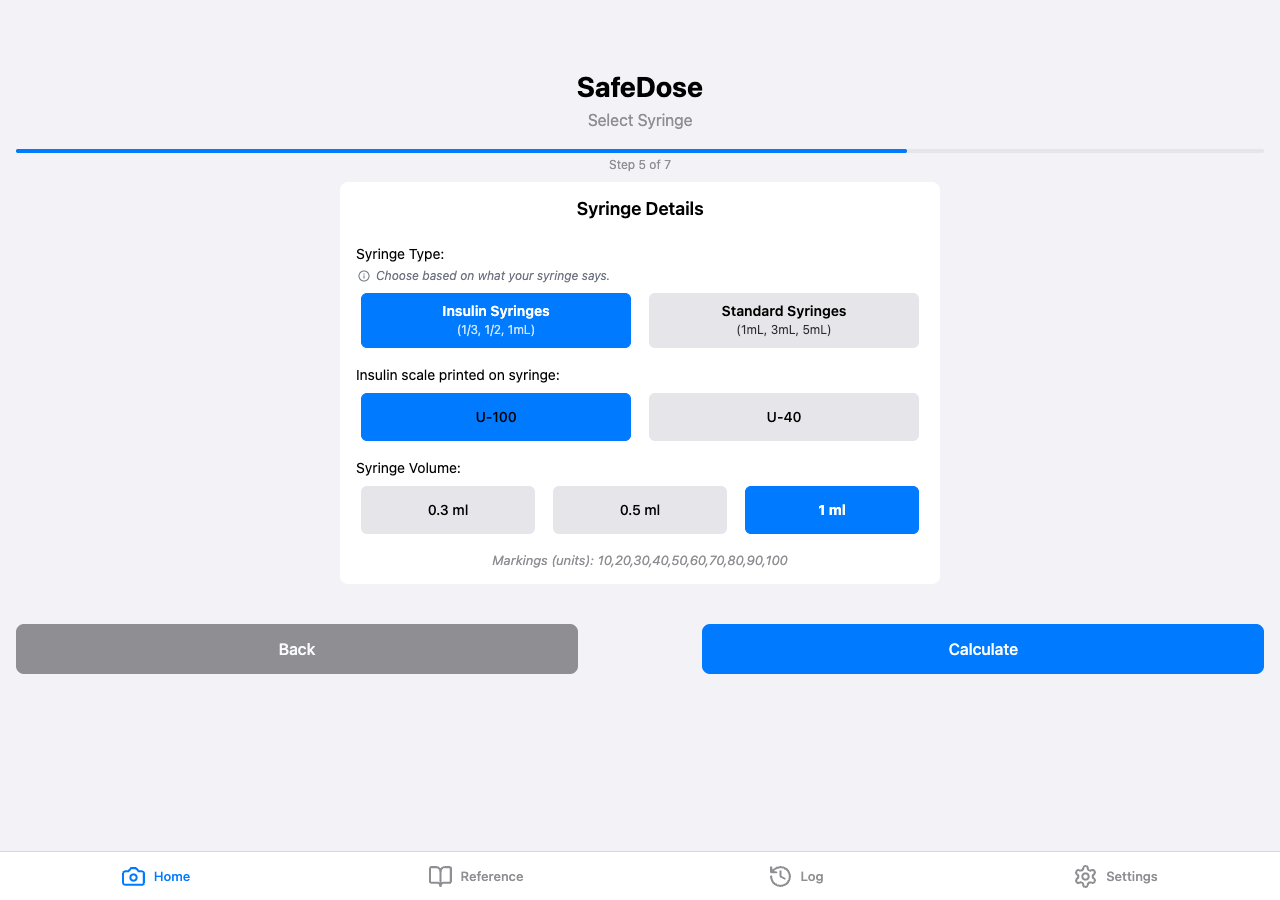 SafeDose
Select Syringe
Step 5 of 7
Syringe Details
Syringe Type:
Choose based on what your syringe says.
Insulin Syringes
(1/3, 1/2, 1mL)
Standard Syringes
(1mL, 3mL, 5mL)
Insulin scale printed on syringe:
U-100
U-40
Syringe Volume:
0.3 ml
0.5 ml
1 ml
Markings (units): 10,20,30,40,50,60,70,80,90,100
Back
Calculate
Home
Reference
Log
Settings